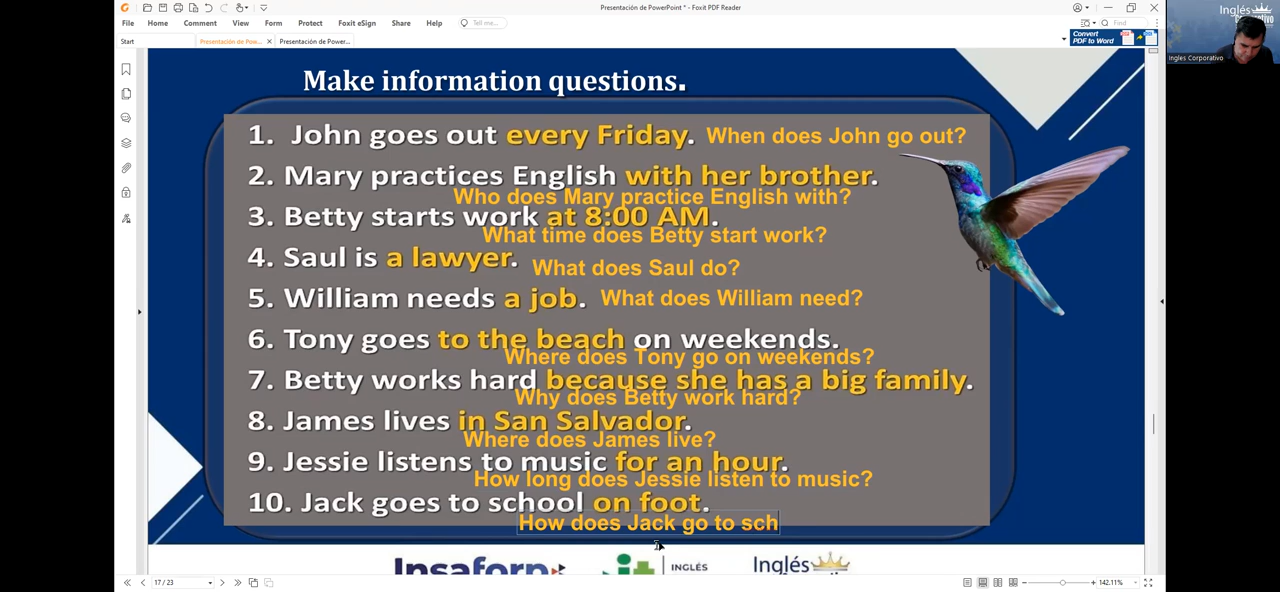 Presentación de PowerPoint * - Foxit PDF Reader
File Home Comment View Form Protect Foxit eSign Share Help Tell me... Find
Start Presentación de Pow... Presentación de Power... Convert PDF to Word
Inglés
Corporativo
Ingles Corporativo
Make information questions.
1. John goes out every Friday. When does John go out?
2. Mary practices English with her brother.
Who does Mary practice English with?
3. Betty starts work at 8:00 AM.
What time does Betty start work?
4. Saul is a lawyer. What does Saul do?
5. William needs a job. What does William need?
6. Tony goes to the beach on weekends.
Where does Tony go on weekends?
7. Betty works hard because she has a big family.
Why does Betty work hard?
8. James lives in San Salvador.
Where does James live?
9. Jessie listens to music for an hour.
How long does Jessie listen to music?
10. Jack goes to school on foot.
How does Jack go to sch
Insaforp INGLÉS Inglés
17 / 23 142.11%